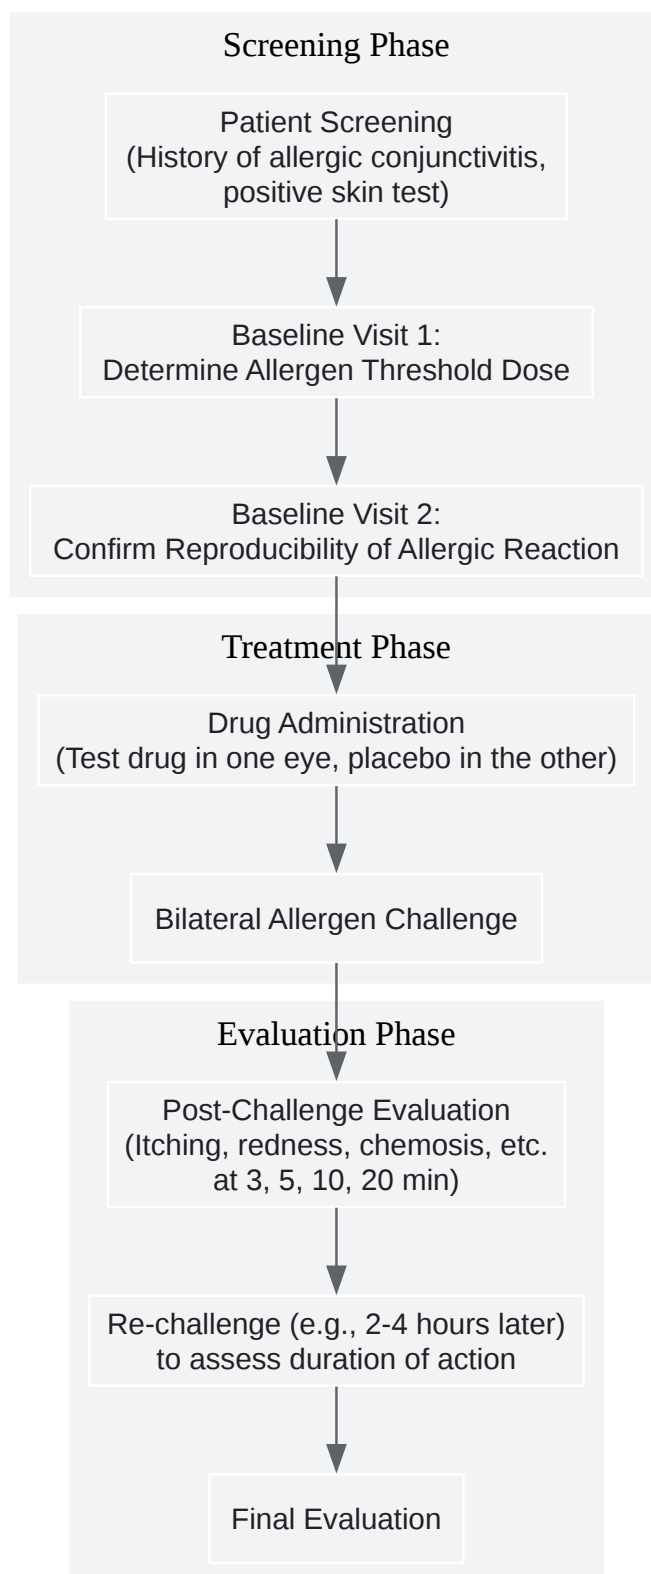 Screening Phase
Patient Screening
(History of allergic conjunctivitis,
positive skin test)
Baseline Visit 1:
Determine Allergen Threshold Dose
Baseline Visit 2:
Confirm Reproducibility of Allergic Reaction
Treatment Phase
Drug Administration
(Test drug in one eye, placebo in the other)
Bilateral Allergen Challenge
Evaluation Phase
Post-Challenge Evaluation
(Itching, redness, chemosis, etc.
at 3, 5, 10, 20 min)
Re-challenge (e.g., 2-4 hours later)
to assess duration of action
Final Evaluation